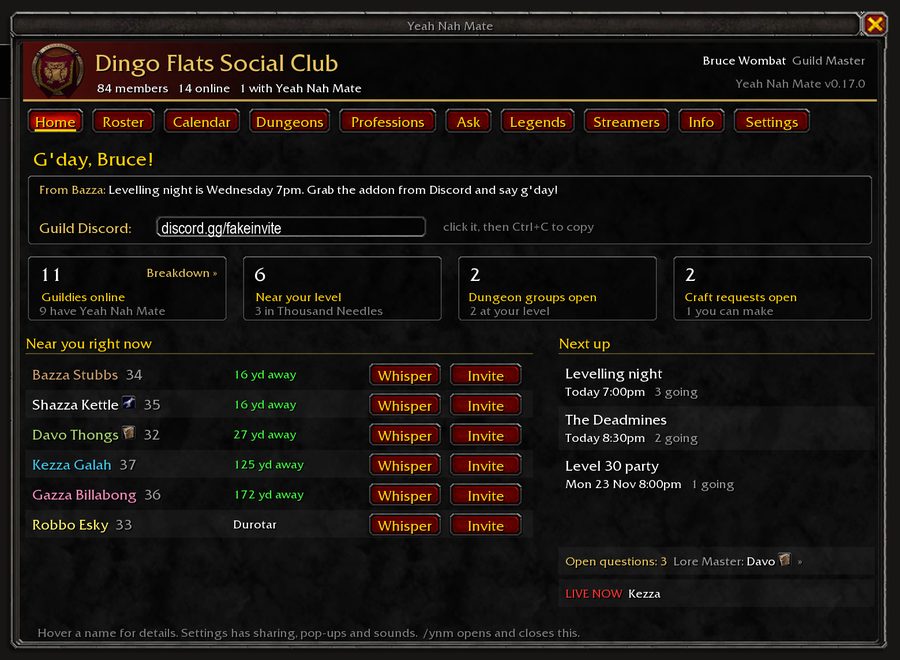 Yeah Nah Mate
Dingo Flats Social Club
Bruce Wombat Guild Master
84 members 14 online 1 with Yeah Nah Mate
Yeah Nah Mate v0.17.0
Home Roster Calendar Dungeons Professions Ask Legends Streamers Info Settings
G'day, Bruce!
From Bazza: Levelling night is Wednesday 7pm. Grab the addon from Discord and say g'day!
Guild Discord: discord.gg/fakeinvite click it, then Ctrl+C to copy
11 Breakdown »
Guildies online
9 have Yeah Nah Mate
6
Near your level
3 in Thousand Needles
2
Dungeon groups open
2 at your level
2
Craft requests open
1 you can make
Near you right now
Bazza Stubbs 34 16 yd away Whisper Invite
Shazza Kettle 35 16 yd away Whisper Invite
Davo Thongs 32 27 yd away Whisper Invite
Kezza Galah 37 125 yd away Whisper Invite
Gazza Billabong 36 172 yd away Whisper Invite
Robbo Esky 33 Durotar Whisper Invite
Next up
Levelling night
Today 7:00pm 3 going
The Deadmines
Today 8:30pm 2 going
Level 30 party
Mon 23 Nov 8:00pm 1 going
Open questions: 3 Lore Master: Davo »
LIVE NOW Kezza
Hover a name for details. Settings has sharing, pop-ups and sounds. /ynm opens and closes this.